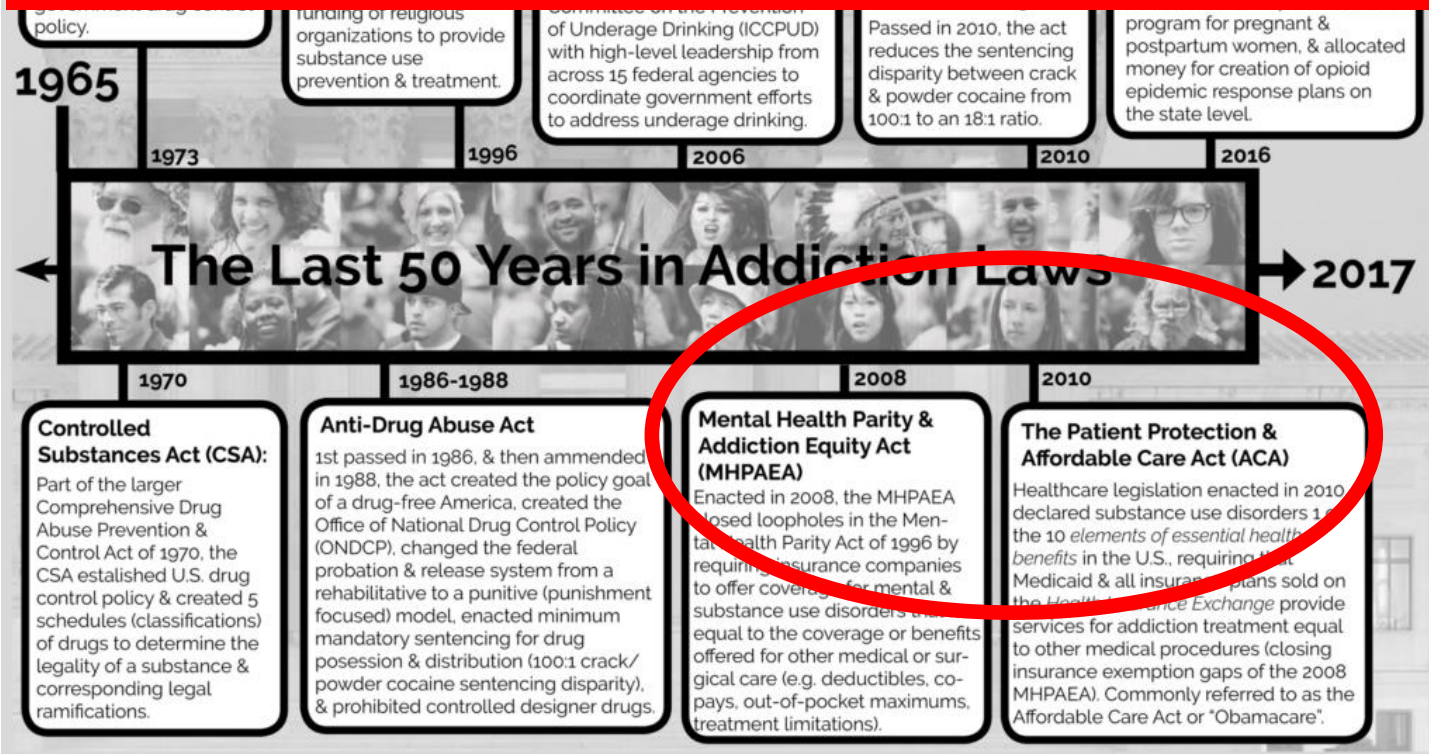 policy.
funding of religious
organizations to provide
substance use
prevention & treatment.
of Underage Drinking (ICCPUD)
with high-level leadership from
across 15 federal agencies to
coordinate government efforts
to address underage drinking.
Passed in 2010, the act
reduces the sentencing
disparity between crack
& powder cocaine from
100:1 to an 18:1 ratio.
program for pregnant &
postpartum women, & allocated
money for creation of opioid
epidemic response plans on
the state level.
1965
1973
1996
2006
2010
2016
The Last 50 Years in Addiction Laws
2017
1970
1986-1988
2008
2010
Controlled
Substances Act (CSA):
Part of the larger
Comprehensive Drug
Abuse Prevention &
Control Act of 1970, the
CSA estalished U.S. drug
control policy & created 5
schedules (classifications)
of drugs to determine the
legality of a substance &
corresponding legal
ramifications.
Anti-Drug Abuse Act
1st passed in 1986, & then ammended
in 1988, the act created the policy goal
of a drug-free America, created the
Office of National Drug Control Policy
(ONDCP), changed the federal
probation & release system from a
rehabilitative to a punitive (punishment
focused) model, enacted minimum
mandatory sentencing for drug
posession & distribution (100:1 crack/
powder cocaine sentencing disparity),
& prohibited controlled designer drugs.
Mental Health Parity &
Addiction Equity Act
(MHPAEA)
Enacted in 2008, the MHPAEA
closed loopholes in the Men-
tal Health Parity Act of 1996 by
requiring insurance companies
to offer coverage for mental &
substance use disorders
equal to the coverage or benefits
offered for other medical or sur-
gical care (e.g. deductibles, co-
pays, out-of-pocket maximums,
treatment limitations).
The Patient Protection &
Affordable Care Act (ACA)
Healthcare legislation enacted in 2010
declared substance use disorders 1
the 10 elements of essential health
benefits in the U.S., requiring that
Medicaid & all insurance plans sold on
the Health Insurance Exchange provide
services for addiction treatment equal
to other medical procedures (closing
insurance exemption gaps of the 2008
MHPAEA). Commonly referred to as the
Affordable Care Act or "Obamacare".